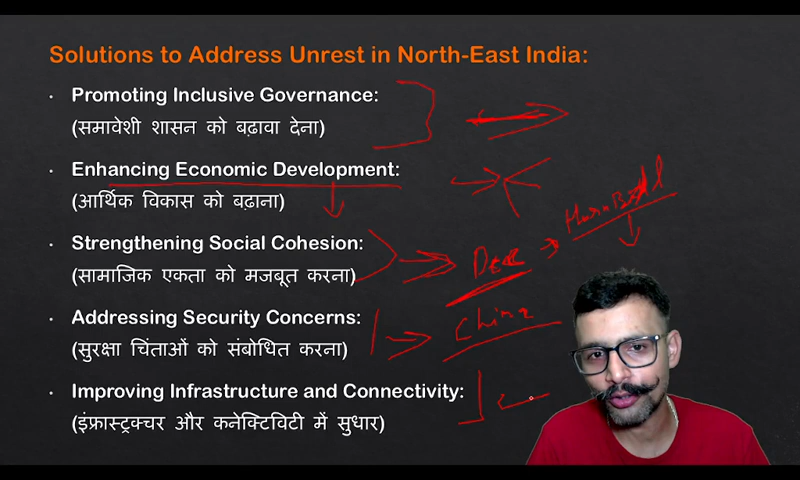 Solutions to Address Unrest in North-East India:
• Promoting Inclusive Governance:
(समावेशी शासन को बढ़ावा देना)
• Enhancing Economic Development:
(आर्थिक विकास को बढ़ाना)
• Strengthening Social Cohesion:
(सामाजिक एकता को मजबूत करना)
Dec
HornBill
• Addressing Security Concerns:
(सुरक्षा चिंताओं को संबोधित करना)
China
• Improving Infrastructure and Connectivity:
(इंफ्रास्ट्रक्चर और कनेक्टिविटी में सुधार)